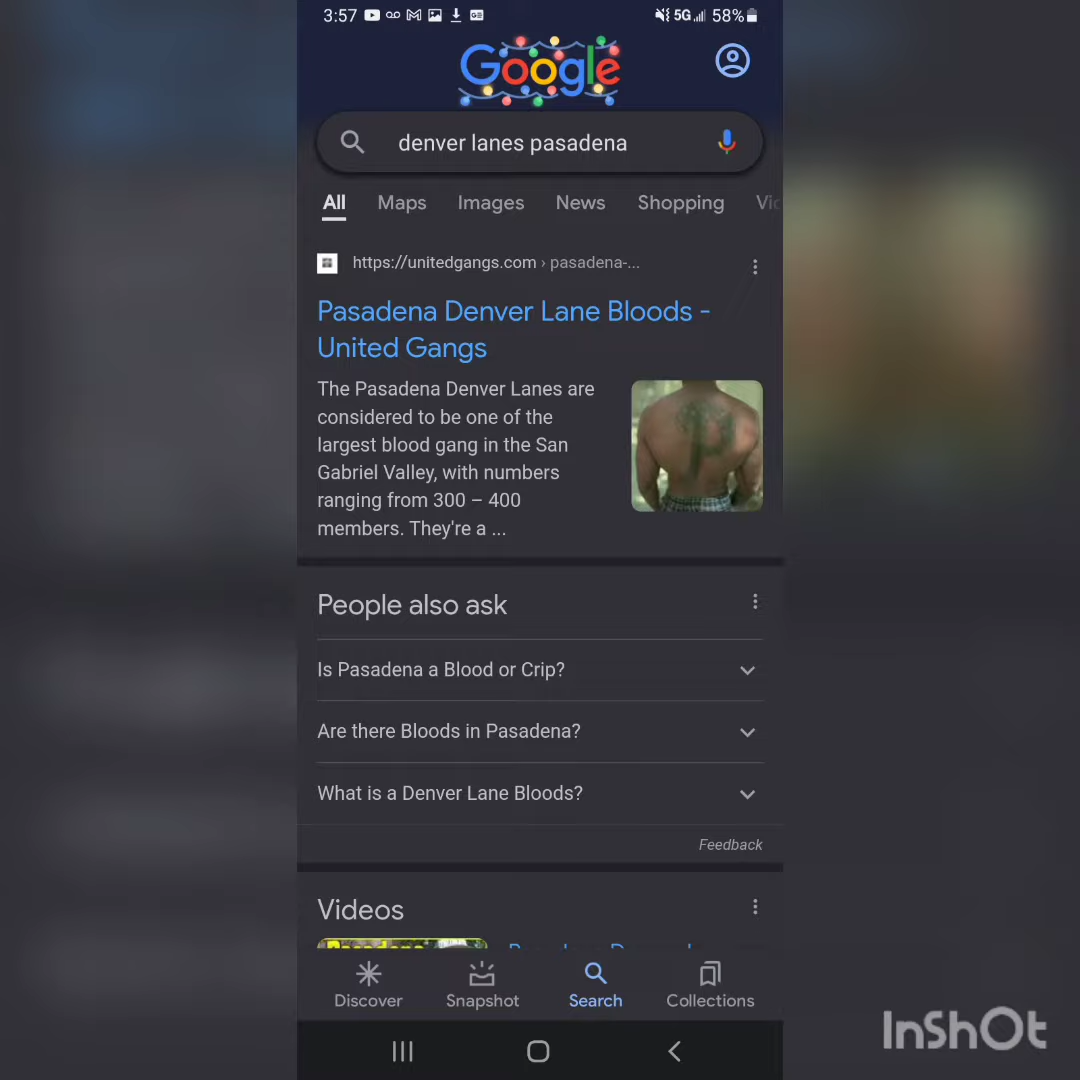 3:57 5G 58%
Google
denver lanes pasadena
All Maps Images News Shopping Vic
https://unitedgangs.com › pasadena-...
Pasadena Denver Lane Bloods -
United Gangs
The Pasadena Denver Lanes are
considered to be one of the
largest blood gang in the San
Gabriel Valley, with numbers
ranging from 300 – 400
members. They're a ...
People also ask
Is Pasadena a Blood or Crip?
Are there Bloods in Pasadena?
What is a Denver Lane Bloods?
Feedback
Videos
Discover Snapshot Search Collections
InShOt